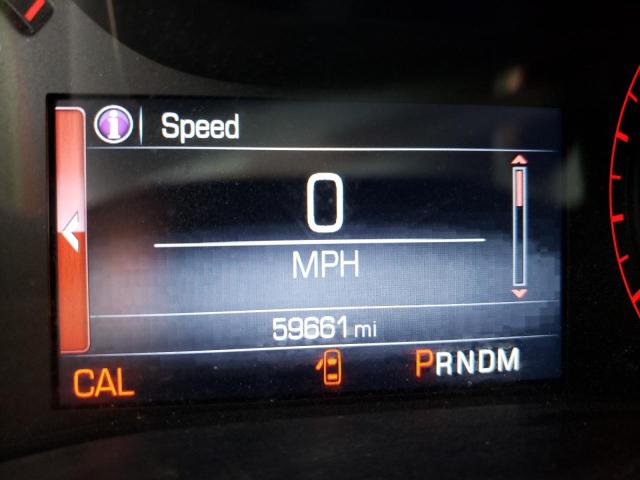 i Speed
0
MPH
59661 mi
CAL PRNDM